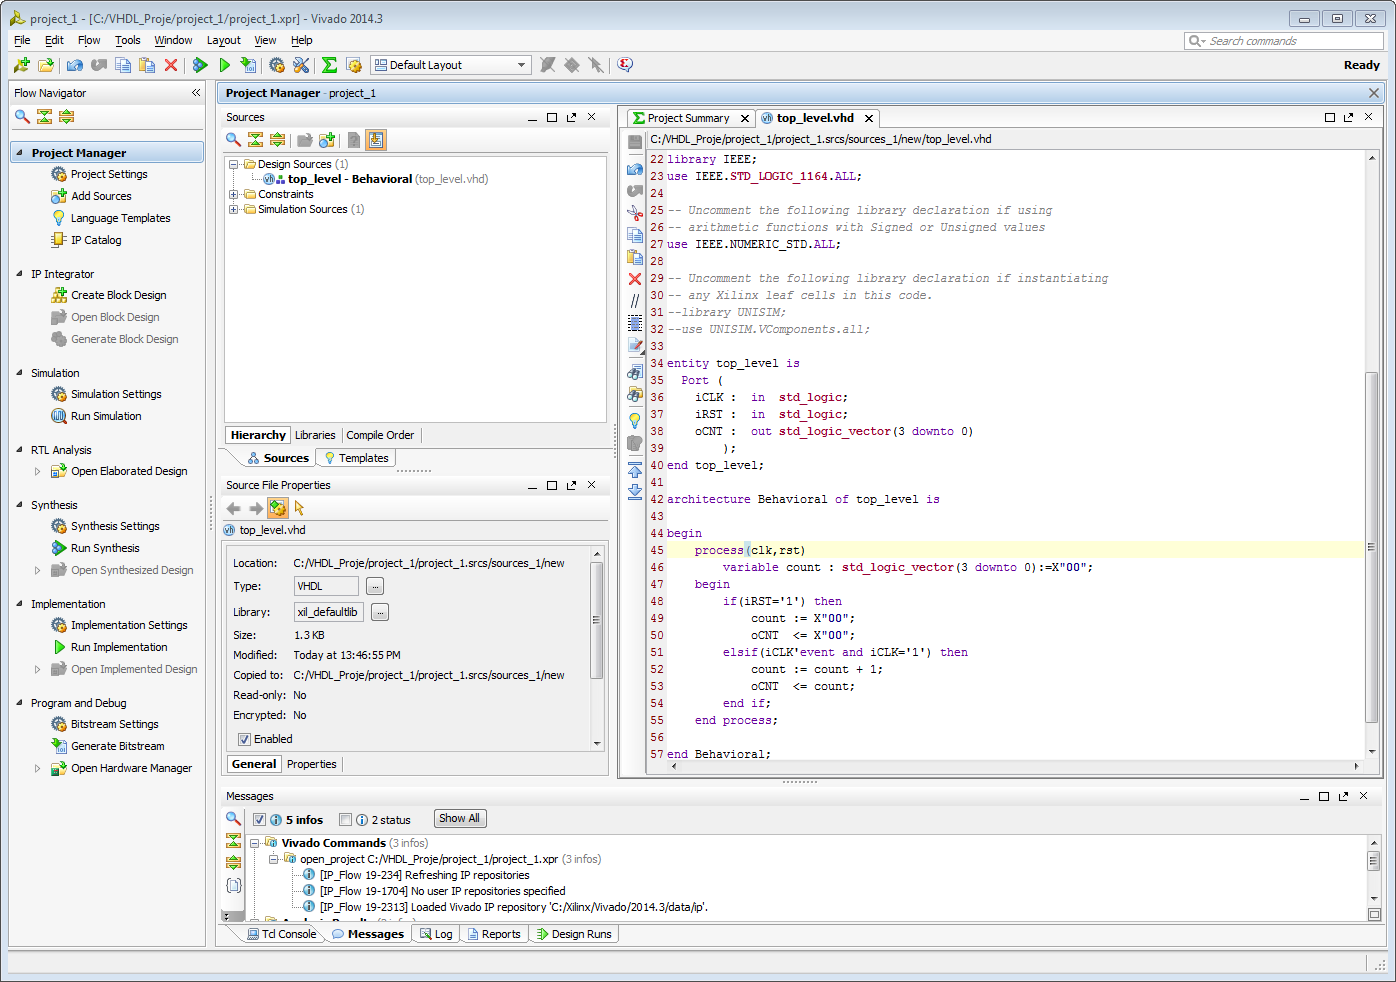 project_1 - [C:/VHDL_Proje/project_1/project_1.xpr] - Vivado 2014.3
File Edit Flow Tools Window Layout View Help
Search commands
Default Layout
Ready
Flow Navigator
Project Manager
Project Settings
Add Sources
Language Templates
IP Catalog
IP Integrator
Create Block Design
Open Block Design
Generate Block Design
Simulation
Simulation Settings
Run Simulation
RTL Analysis
Open Elaborated Design
Synthesis
Synthesis Settings
Run Synthesis
Open Synthesized Design
Implementation
Implementation Settings
Run Implementation
Open Implemented Design
Program and Debug
Bitstream Settings
Generate Bitstream
Open Hardware Manager
Project Manager - project_1
Sources
Design Sources (1)
top_level - Behavioral (top_level.vhd)
Constraints
Simulation Sources (1)
Hierarchy Libraries Compile Order
Sources Templates
Source File Properties
top_level.vhd
Location: C:/VHDL_Proje/project_1/project_1.srcs/sources_1/new
Type: VHDL ...
Library: xil_defaultlib ...
Size: 1.3 KB
Modified: Today at 13:46:55 PM
Copied to: C:/VHDL_Proje/project_1/project_1.srcs/sources_1/new
Read-only: No
Encrypted: No
Enabled
General Properties
Project Summary top_level.vhd
C:/VHDL_Proje/project_1/project_1.srcs/sources_1/new/top_level.vhd
22 library IEEE;
23 use IEEE.STD_LOGIC_1164.ALL;
24
25 -- Uncomment the following library declaration if using
26 -- arithmetic functions with Signed or Unsigned values
27 use IEEE.NUMERIC_STD.ALL;
28
29 -- Uncomment the following library declaration if instantiating
30 -- any Xilinx leaf cells in this code.
31 --library UNISIM;
32 --use UNISIM.VComponents.all;
33
34 entity top_level is
35 Port (
36 iCLK : in std_logic;
37 iRST : in std_logic;
38 oCNT : out std_logic_vector(3 downto 0)
39 );
40 end top_level;
41
42 architecture Behavioral of top_level is
43
44 begin
45 process(clk,rst)
46 variable count : std_logic_vector(3 downto 0):=X"00";
47 begin
48 if(iRST='1') then
49 count := X"00";
50 oCNT <= X"00";
51 elsif(iCLK'event and iCLK='1') then
52 count := count + 1;
53 oCNT <= count;
54 end if;
55 end process;
56
57 end Behavioral;
Messages
5 infos 2 status Show All
Vivado Commands (3 infos)
open_project C:/VHDL_Proje/project_1/project_1.xpr (3 infos)
[IP_Flow 19-234] Refreshing IP repositories
[IP_Flow 19-1704] No user IP repositories specified
[IP_Flow 19-2313] Loaded Vivado IP repository 'C:/Xilinx/Vivado/2014.3/data/ip'.
Tcl Console Messages Log Reports Design Runs